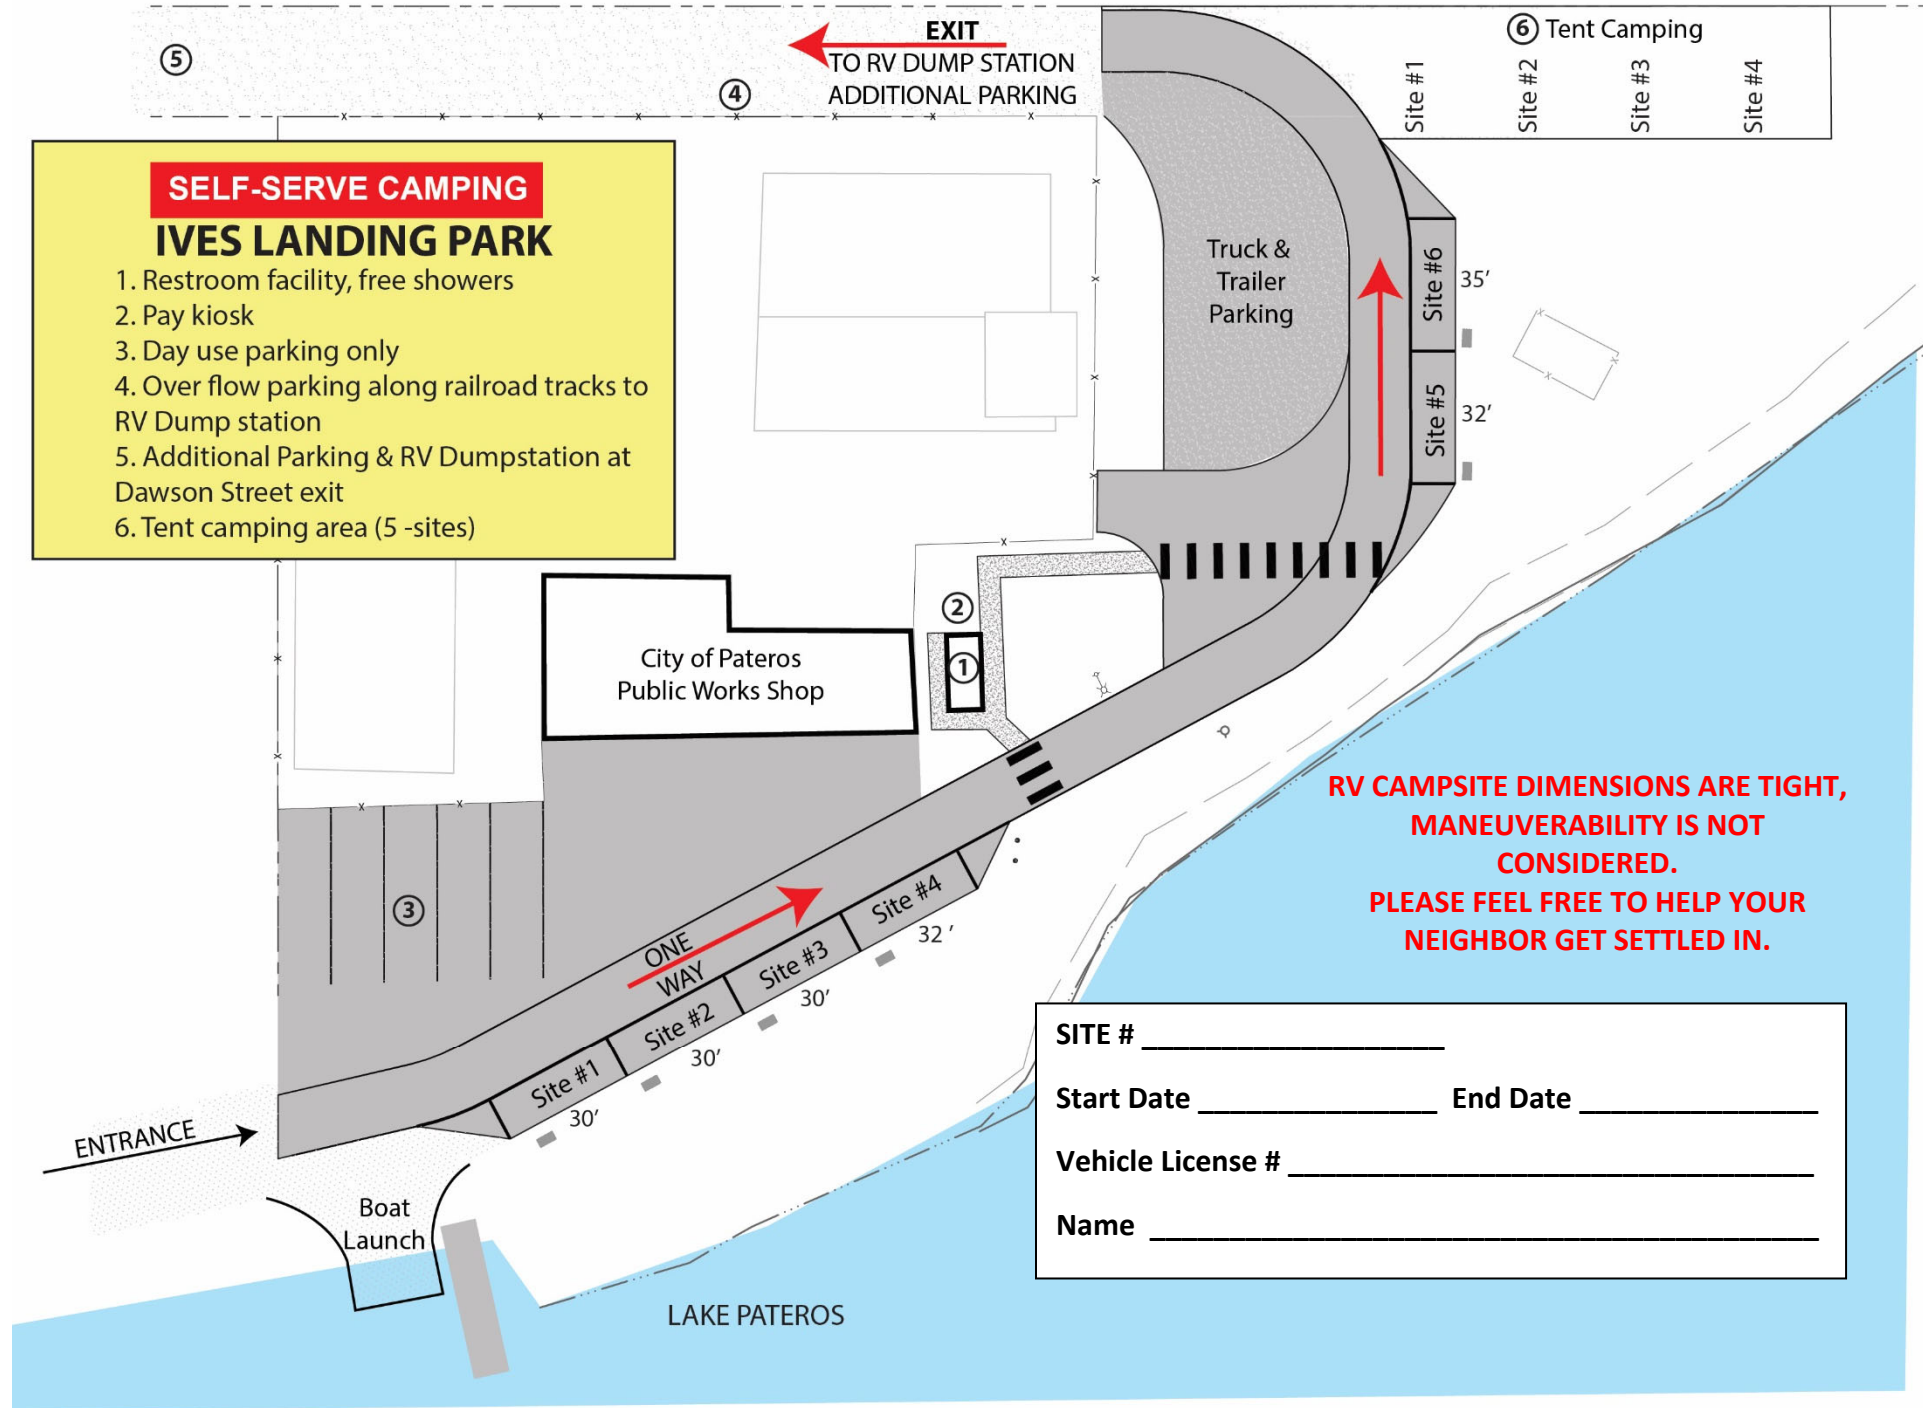 ⑤
④
EXIT
TO RV DUMP STATION
ADDITIONAL PARKING
⑥ Tent Camping
Site #1
Site #2
Site #3
Site #4
SELF-SERVE CAMPING
IVES LANDING PARK
1. Restroom facility, free showers
2. Pay kiosk
3. Day use parking only
4. Over flow parking along railroad tracks to
RV Dump station
5. Additional Parking & RV Dumpstation at
Dawson Street exit
6. Tent camping area (5 -sites)
Truck &
Trailer
Parking
Site #6
35'
Site #5
32'
City of Pateros
Public Works Shop
②
①
③
ONE
WAY
Site #4
32 '
Site #3
30'
Site #2
30'
Site #1
30'
ENTRANCE
Boat
Launch
LAKE PATEROS
RV CAMPSITE DIMENSIONS ARE TIGHT,
MANEUVERABILITY IS NOT
CONSIDERED.
PLEASE FEEL FREE TO HELP YOUR
NEIGHBOR GET SETTLED IN.
SITE # ___________________
Start Date _______________ End Date _______________
Vehicle License # _________________________________
Name __________________________________________